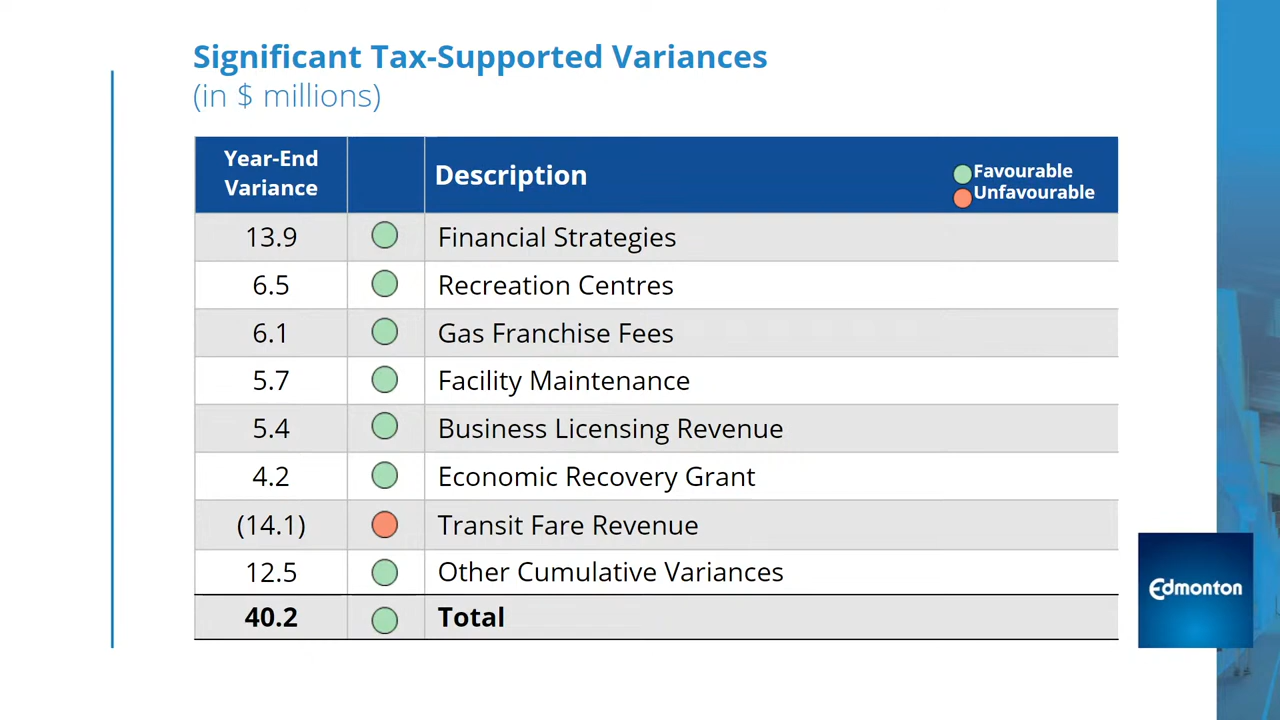 Significant Tax-Supported Variances
(in $ millions)
Year-End
Variance
Description
Favourable
Unfavourable
13.9 Financial Strategies
6.5 Recreation Centres
6.1 Gas Franchise Fees
5.7 Facility Maintenance
5.4 Business Licensing Revenue
4.2 Economic Recovery Grant
(14.1) Transit Fare Revenue
12.5 Other Cumulative Variances
40.2 Total
Edmonton